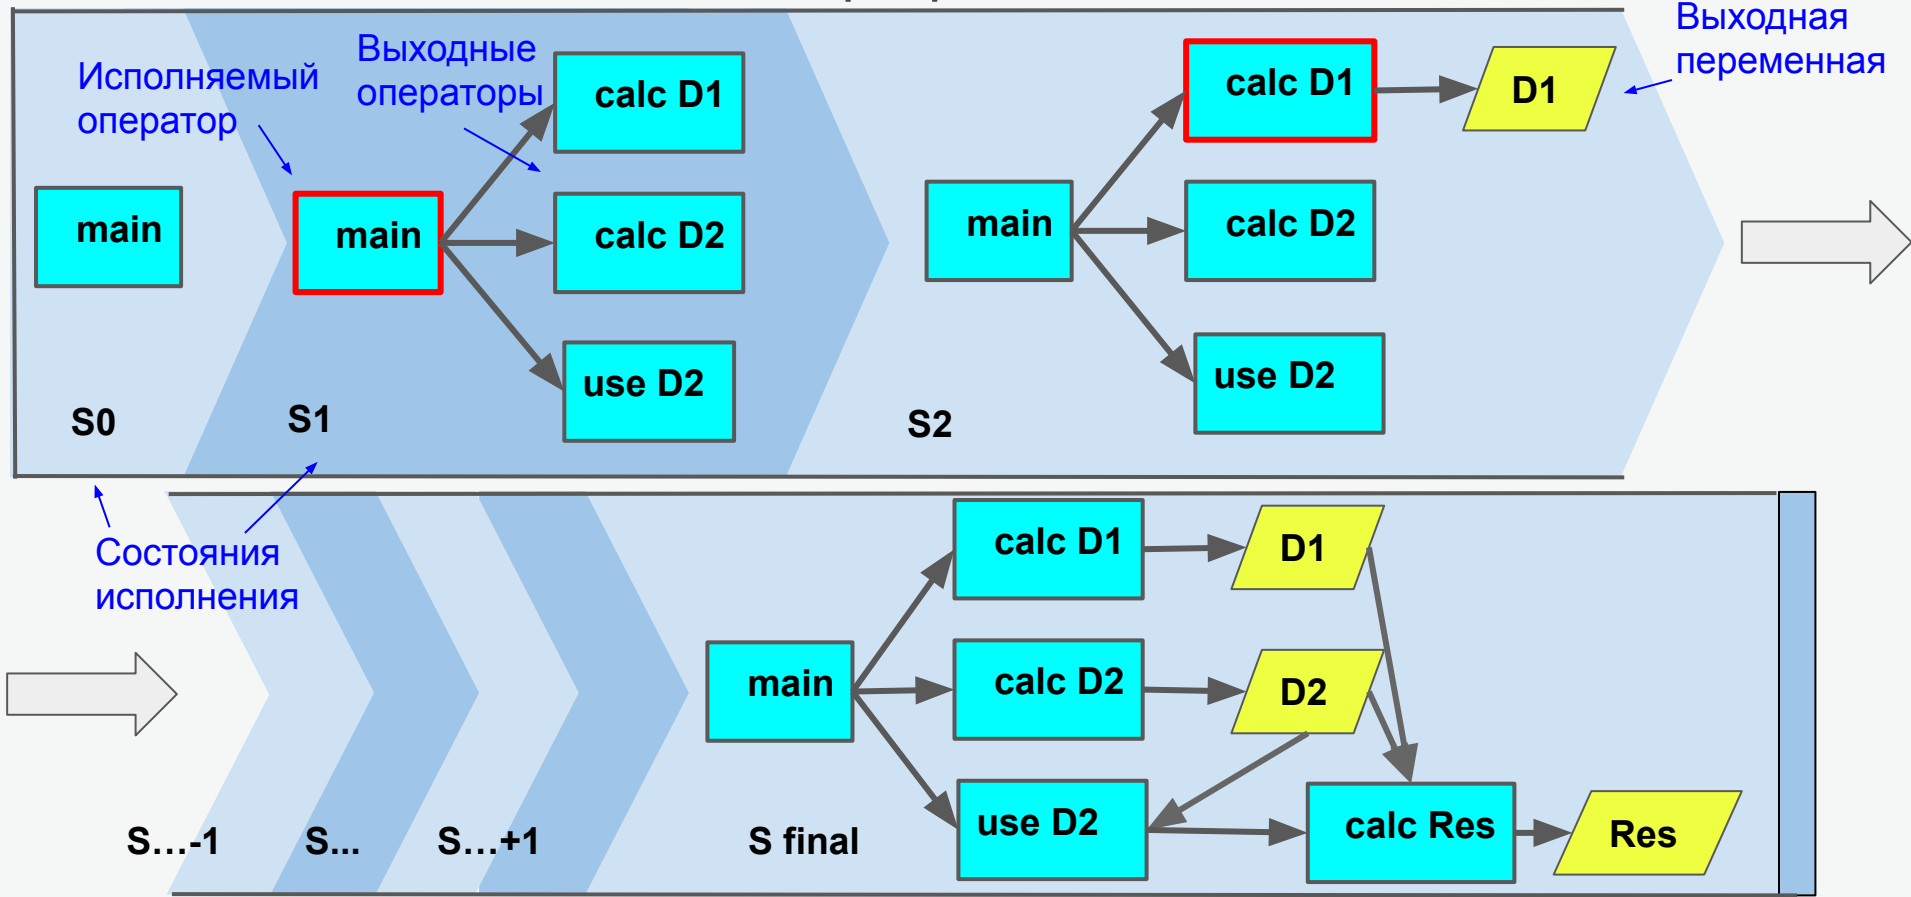 Выходная
переменная
Выходные
операторы
Исполняемый
оператор
calc D1
calc D1
D1
main
main
calc D2
main
calc D2
use D2
use D2
S0
S1
S2
Состояния
исполнения
calc D1
D1
main
calc D2
D2
use D2
calc Res
Res
S...-1
S...
S...+1
S final